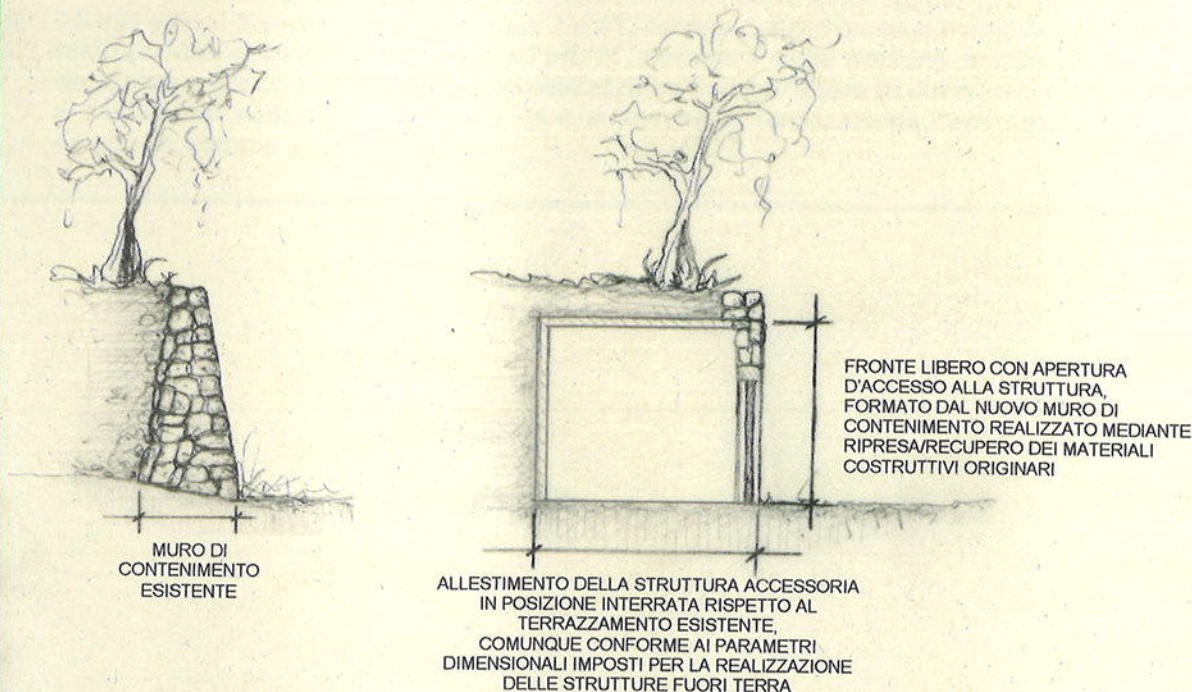 MURO DI
CONTENIMENTO
ESISTENTE
ALLESTIMENTO DELLA STRUTTURA ACCESSORIA
IN POSIZIONE INTERRATA RISPETTO AL
TERRAZZAMENTO ESISTENTE,
COMUNQUE CONFORME AI PARAMETRI
DIMENSIONALI IMPOSTI PER LA REALIZZAZIONE
DELLE STRUTTURE FUORI TERRA
FRONTE LIBERO CON APERTURA
D'ACCESSO ALLA STRUTTURA,
FORMATO DAL NUOVO MURO DI
CONTENIMENTO REALIZZATO MEDIANTE
RIPRESA/RECUPERO DEI MATERIALI
COSTRUTTIVI ORIGINARI